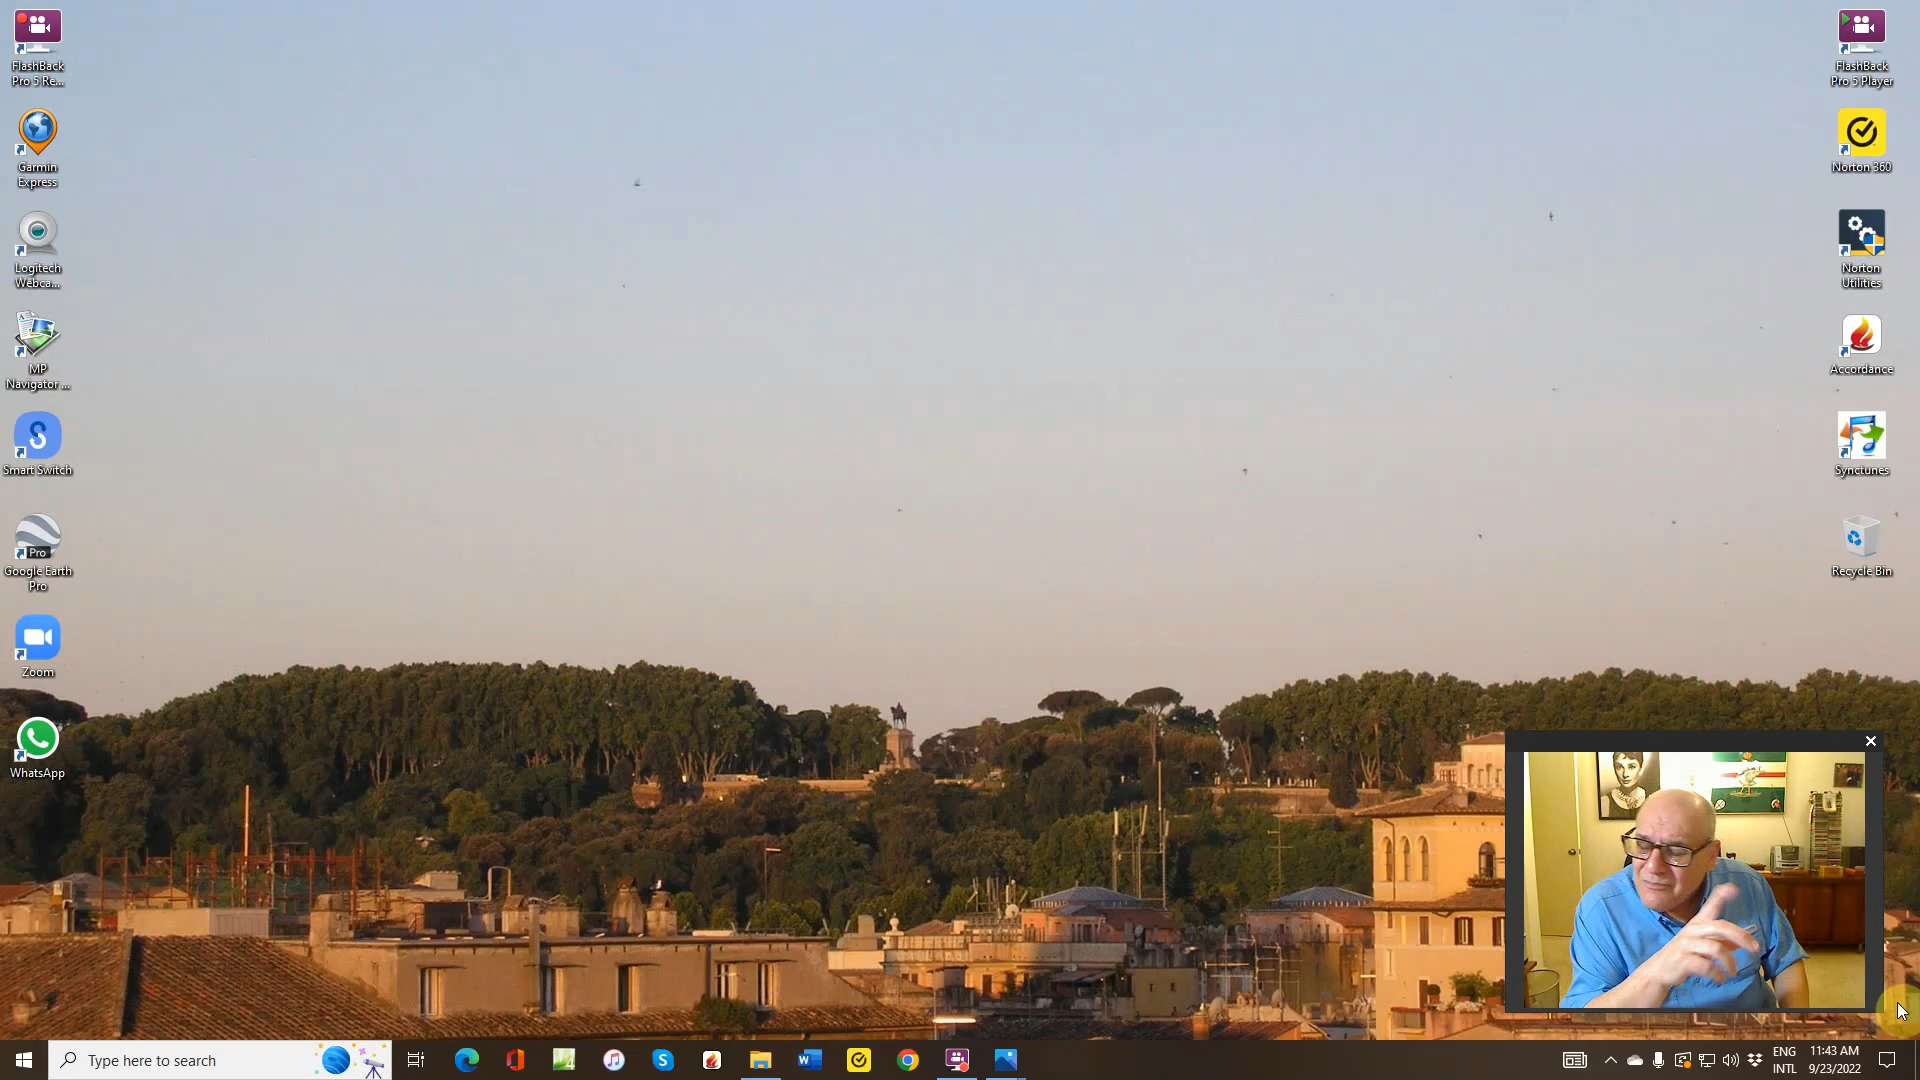 FlashBack
Pro 5 Re...
Garmin
Express
Logitech
Webca...
MP
Navigator ...
Smart Switch
Pro
Google Earth
Pro
Zoom
WhatsApp
FlashBack
Pro 5 Player
Norton 360
Norton
Utilities
Accordance
Synctunes
Recycle Bin
Type here to search
ENG
INTL
11:43 AM
9/23/2022